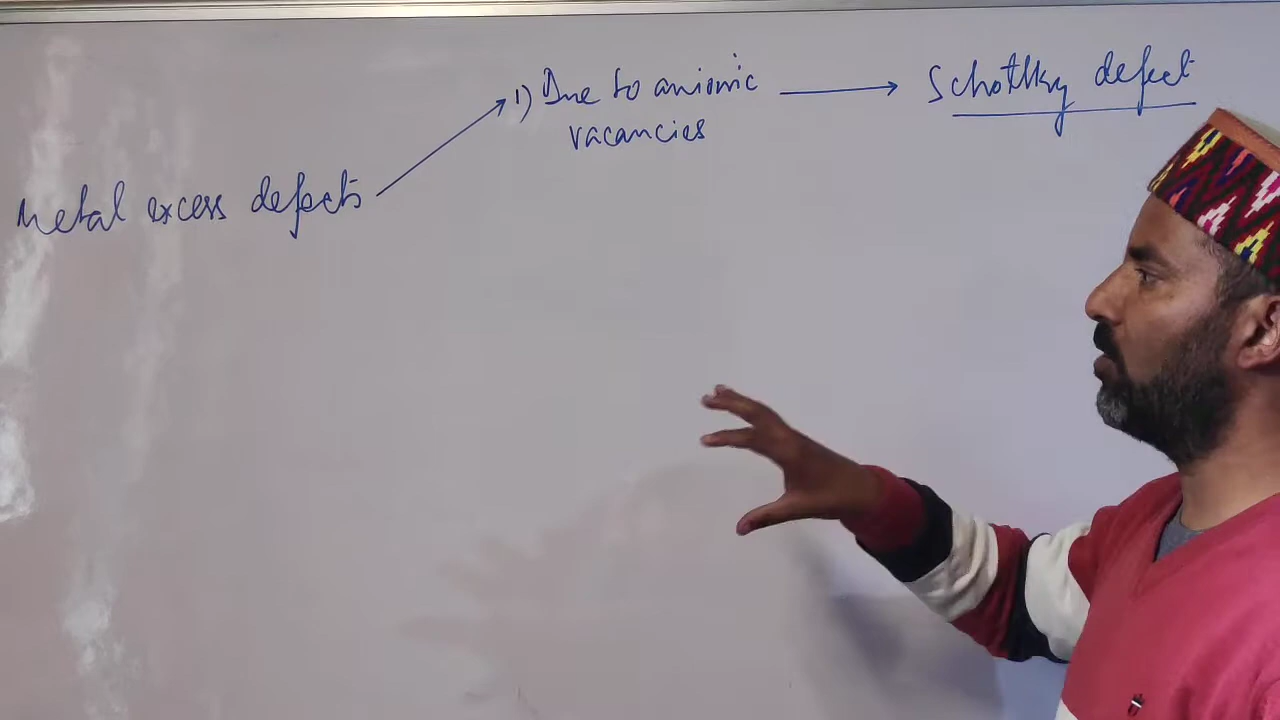 1) Due to anionic
vacancies
Schottky defect
Metal excess defects